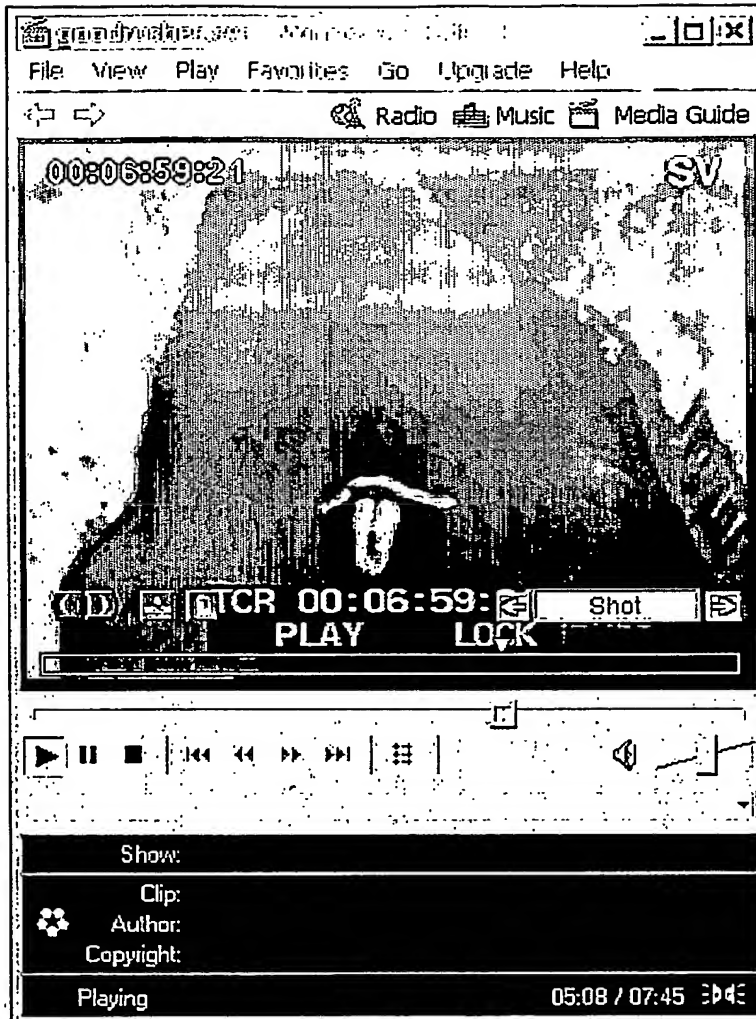 File View Play Favorites Go Upgrade Help
Radio Music Media Guide
00:06:59:21 SV
TCR 00:06:59: Shot
PLAY LOCK
Show:
Clip:
Author:
Copyright:
Playing 05:08 / 07:45